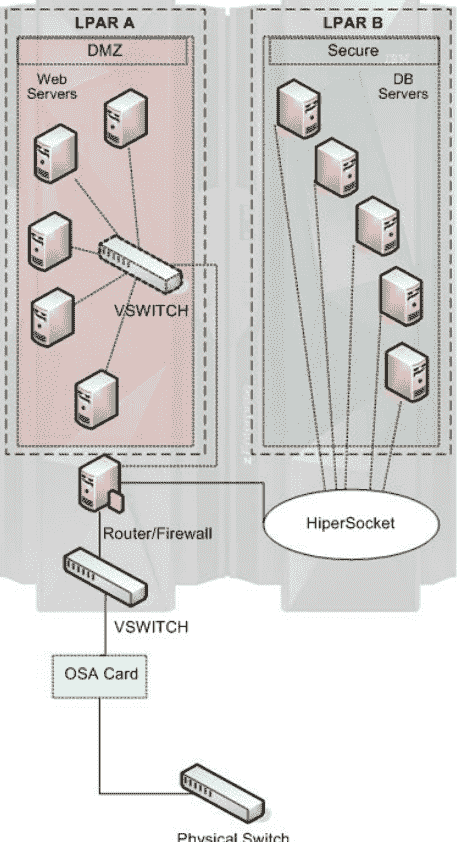 LPAR A
DMZ
Web
Servers
VSWITCH
LPAR B
Secure
DB
Servers
HiperSocket
Router/Firewall
VSWITCH
OSA Card
Physical Switch